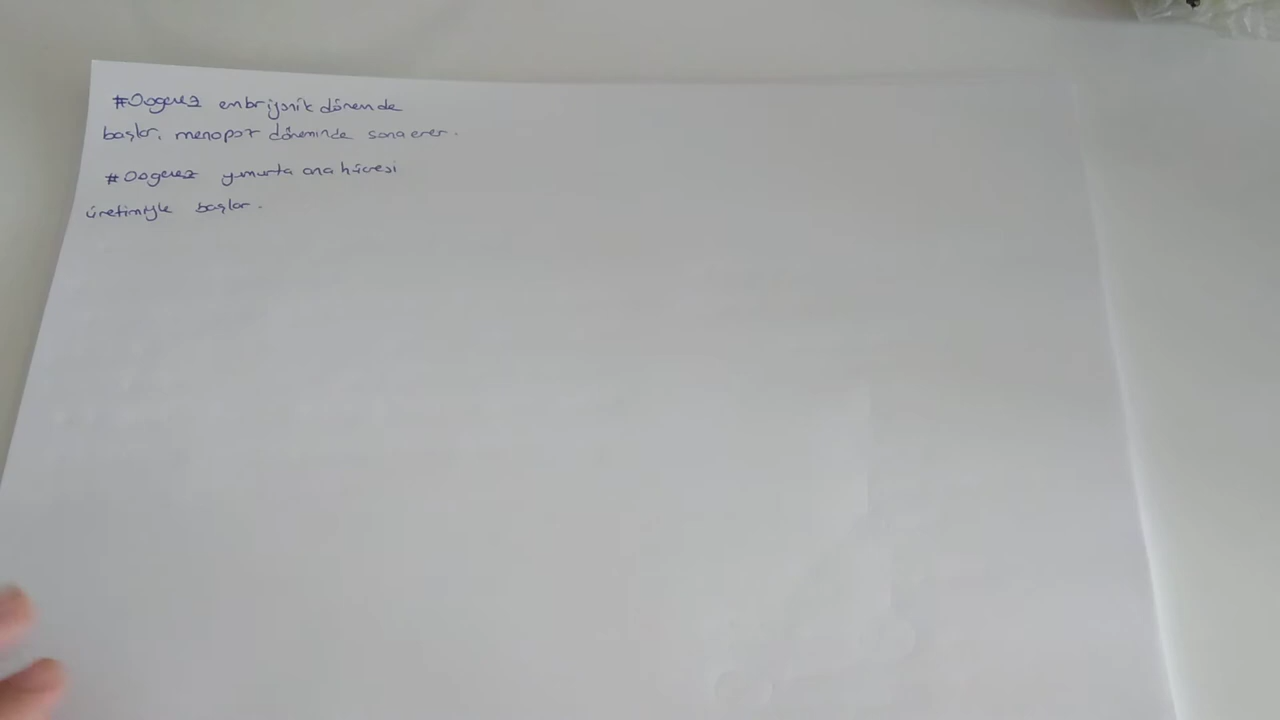 #Oogenez embriyonik dönemde
başlar, menopoz döneminde sona erer.
#Oogenez yumurta ana hücresi
üretimiyle başlar.